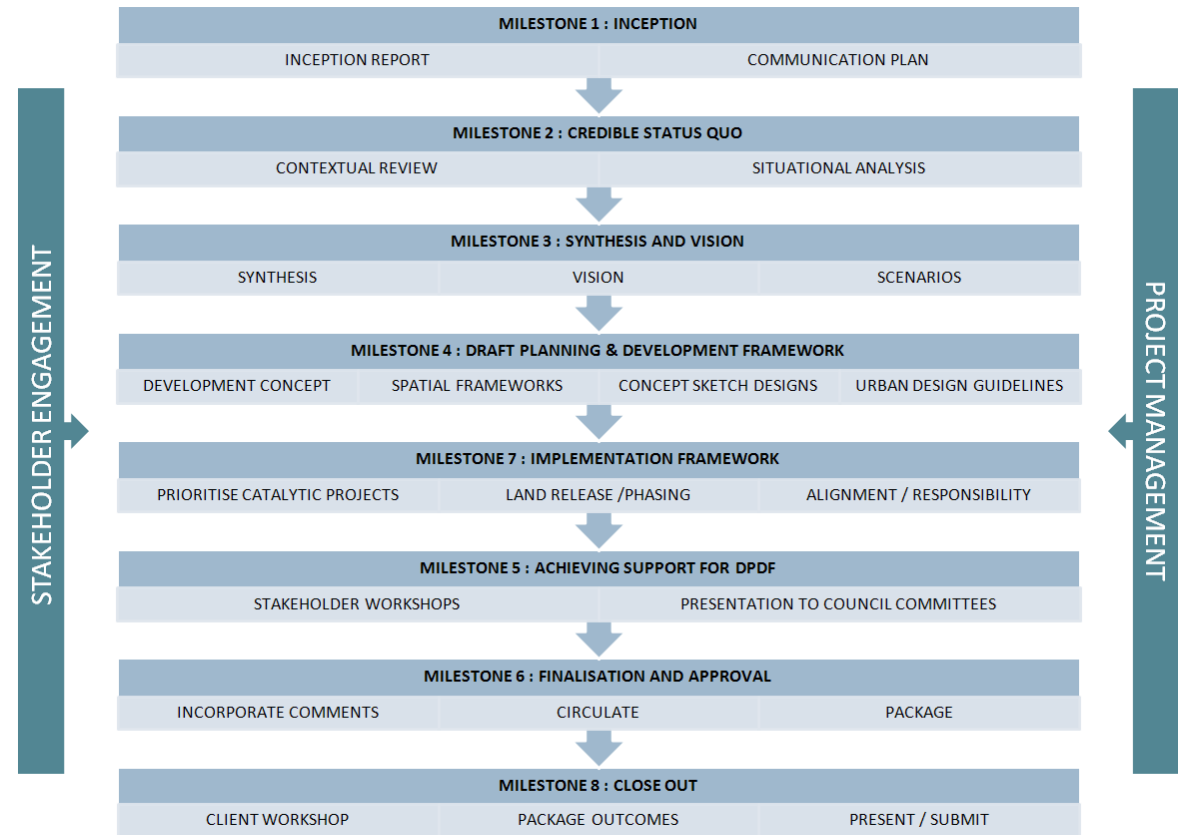 MILESTONE 1 : INCEPTION
INCEPTION REPORT
COMMUNICATION PLAN
MILESTONE 2 : CREDIBLE STATUS QUO
CONTEXTUAL REVIEW
SITUATIONAL ANALYSIS
MILESTONE 3 : SYNTHESIS AND VISION
SYNTHESIS
VISION
SCENARIOS
MILESTONE 4 : DRAFT PLANNING & DEVELOPMENT FRAMEWORK
DEVELOPMENT CONCEPT
SPATIAL FRAMEWORKS
CONCEPT SKETCH DESIGNS
URBAN DESIGN GUIDELINES
MILESTONE 7 : IMPLEMENTATION FRAMEWORK
PRIORITISE CATALYTIC PROJECTS
LAND RELEASE /PHASING
ALIGNMENT / RESPONSIBILITY
MILESTONE 5 : ACHIEVING SUPPORT FOR DPDF
STAKEHOLDER WORKSHOPS
PRESENTATION TO COUNCIL COMMITTEES
MILESTONE 6 : FINALISATION AND APPROVAL
INCORPORATE COMMENTS
CIRCULATE
PACKAGE
MILESTONE 8 : CLOSE OUT
CLIENT WORKSHOP
PACKAGE OUTCOMES
PRESENT / SUBMIT
STAKEHOLDER ENGAGEMENT
PROJECT MANAGEMENT